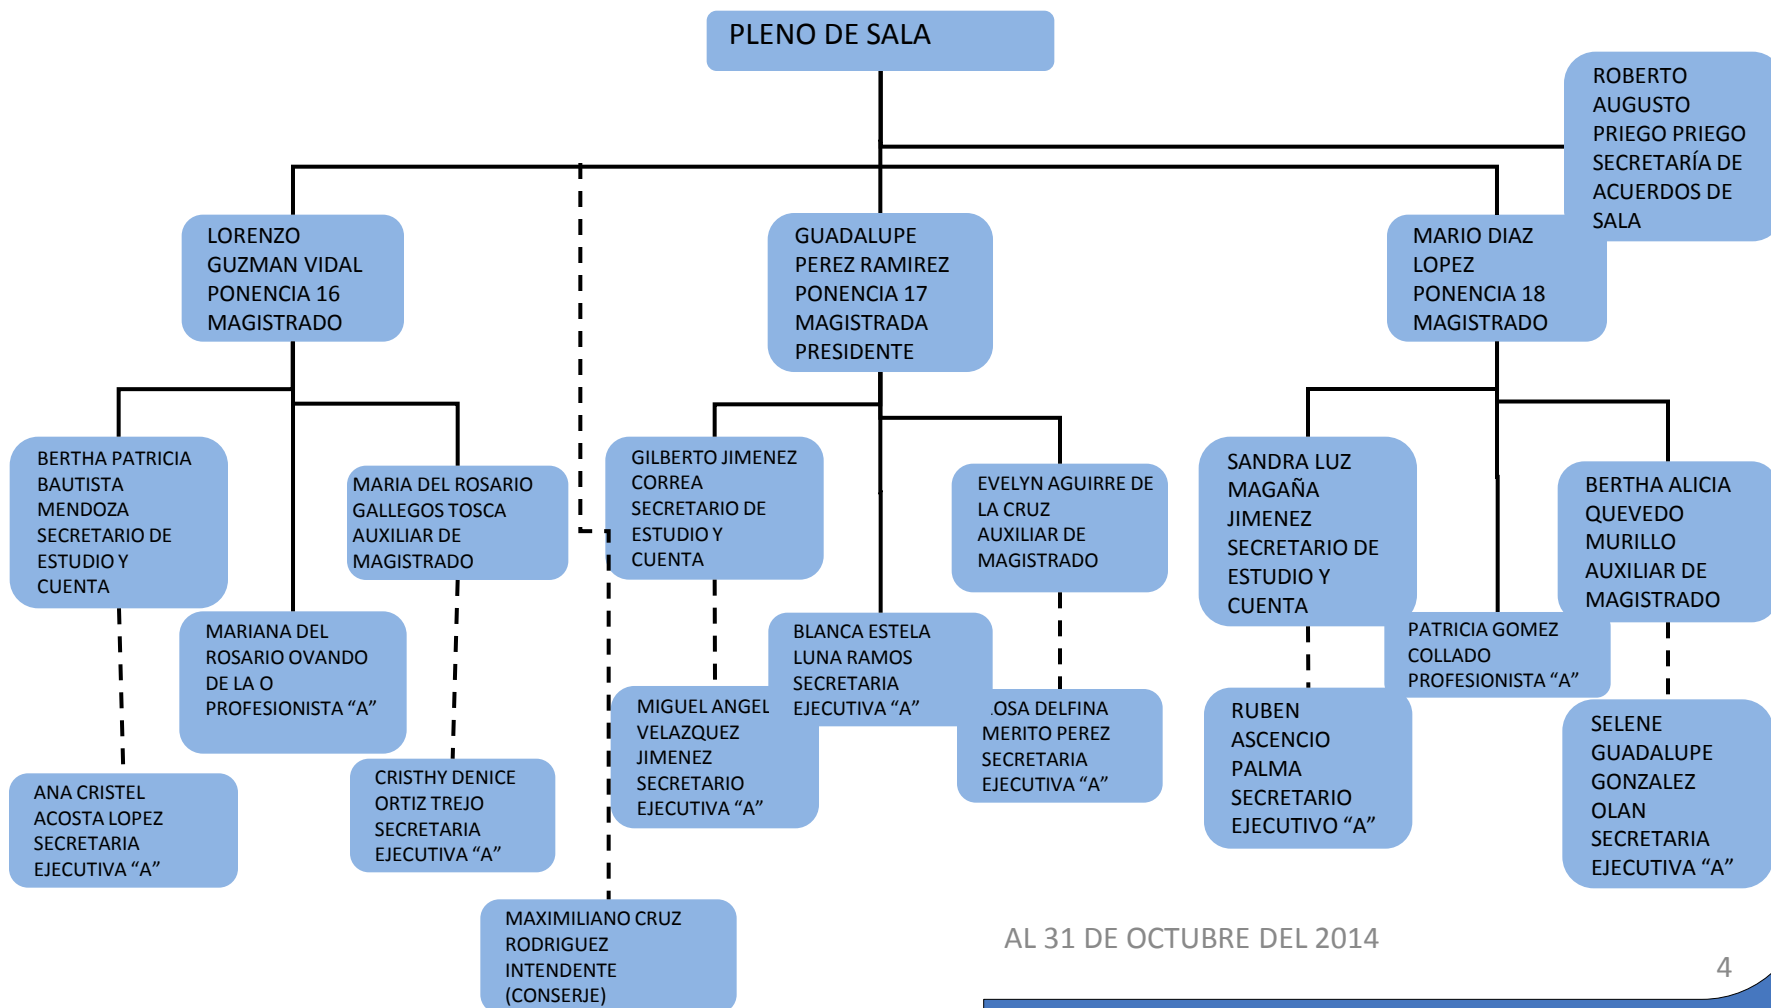 PLENO DE SALA
ROBERTO
AUGUSTO
PRIEGO PRIEGO
SECRETARÍA DE
ACUERDOS DE
SALA
LORENZO
GUZMAN VIDAL
PONENCIA 16
MAGISTRADO
GUADALUPE
PEREZ RAMIREZ
PONENCIA 17
MAGISTRADA
PRESIDENTE
MARIO DIAZ
LOPEZ
PONENCIA 18
MAGISTRADO
BERTHA PATRICIA
BAUTISTA
MENDOZA
SECRETARIO DE
ESTUDIO Y
CUENTA
MARIA DEL ROSARIO
GALLEGOS TOSCA
AUXILIAR DE
MAGISTRADO
GILBERTO JIMENEZ
CORREA
SECRETARIO DE
ESTUDIO Y
CUENTA
EVELYN AGUIRRE DE
LA CRUZ
AUXILIAR DE
MAGISTRADO
SANDRA LUZ
MAGAÑA
JIMENEZ
SECRETARIO DE
ESTUDIO Y
CUENTA
BERTHA ALICIA
QUEVEDO
MURILLO
AUXILIAR DE
MAGISTRADO
MARIANA DEL
ROSARIO OVANDO
DE LA O
PROFESIONISTA “A”
BLANCA ESTELA
LUNA RAMOS
SECRETARIA
EJECUTIVA “A”
PATRICIA GOMEZ
COLLADO
PROFESIONISTA “A”
ANA CRISTEL
ACOSTA LOPEZ
SECRETARIA
EJECUTIVA “A”
CRISTHY DENICE
ORTIZ TREJO
SECRETARIA
EJECUTIVA “A”
MIGUEL ANGEL
VELAZQUEZ
JIMENEZ
SECRETARIO
EJECUTIVA “A”
DELFINA
MERITO PEREZ
SECRETARIA
EJECUTIVA “A”
RUBEN
ASCENCIO
PALMA
SECRETARIO
EJECUTIVO “A”
SELENE
GUADALUPE
GONZALEZ
OLAN
SECRETARIA
EJECUTIVA “A”
MAXIMILIANO CRUZ
RODRIGUEZ
INTENDENTE
(CONSERJE)
AL 31 DE OCTUBRE DEL 2014
4